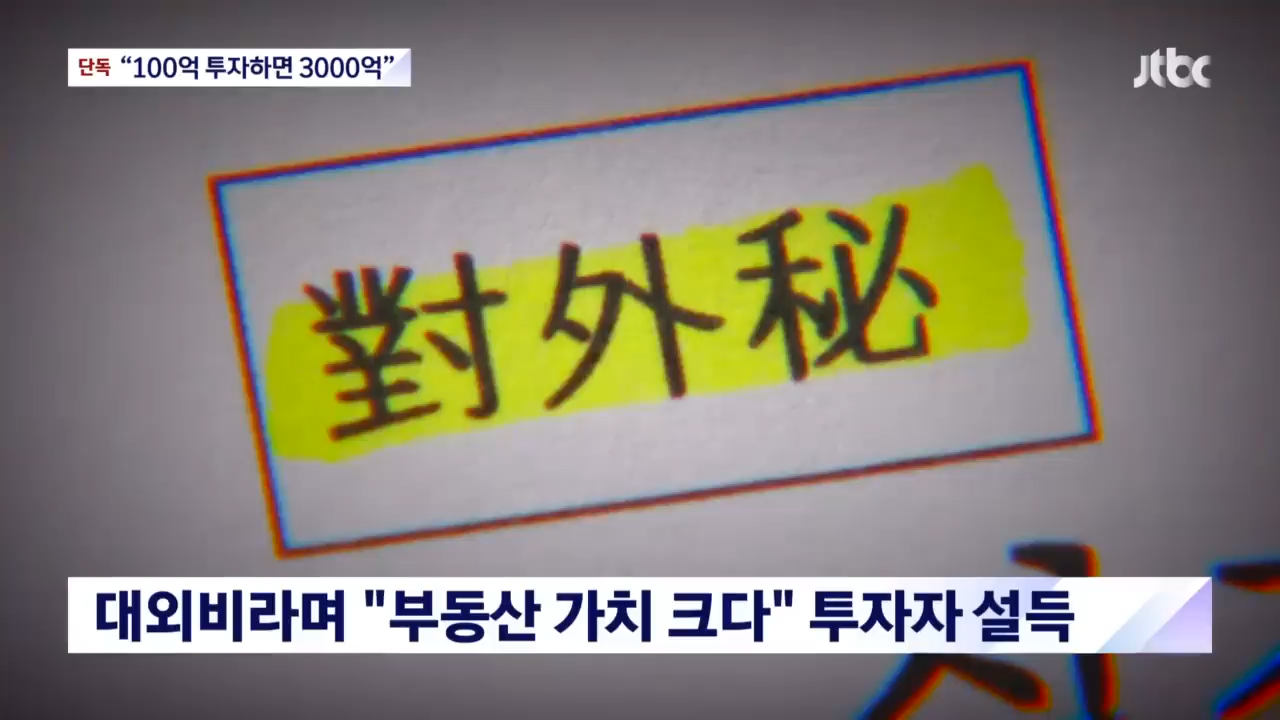 단독 “100억 투자하면 3000억”
jtbc
對外秘
대외비라며 "부동산 가치 크다" 투자자 설득